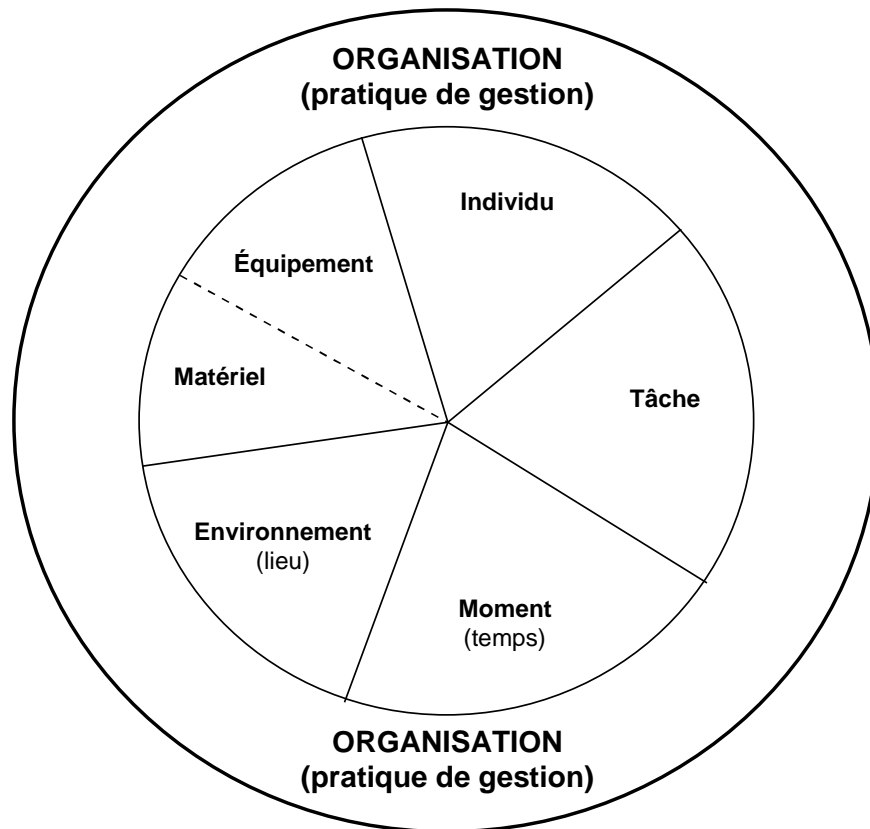 ORGANISATION
(pratique de gestion)
Individu
Équipement
Matériel
Tâche
Environnement
(lieu)
Moment
(temps)
ORGANISATION
(pratique de gestion)